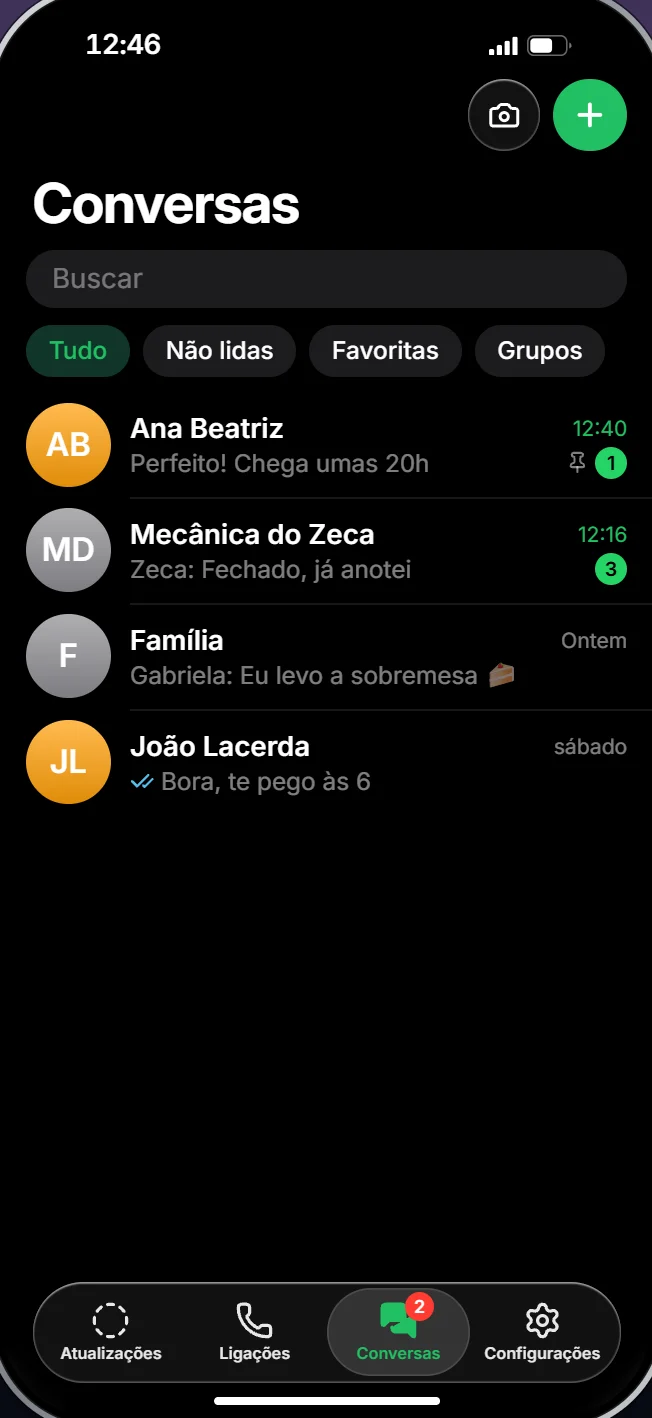 12:46
Conversas
Buscar
Tudo Não lidas Favoritas Grupos
AB Ana Beatriz 12:40
Perfeito! Chega umas 20h 1
MD Mecânica do Zeca 12:16
Zeca: Fechado, já anotei 3
F Família Ontem
Gabriela: Eu levo a sobremesa 🍰
JL João Lacerda sábado
Bora, te pego às 6
2
Atualizações Ligações Conversas Configurações